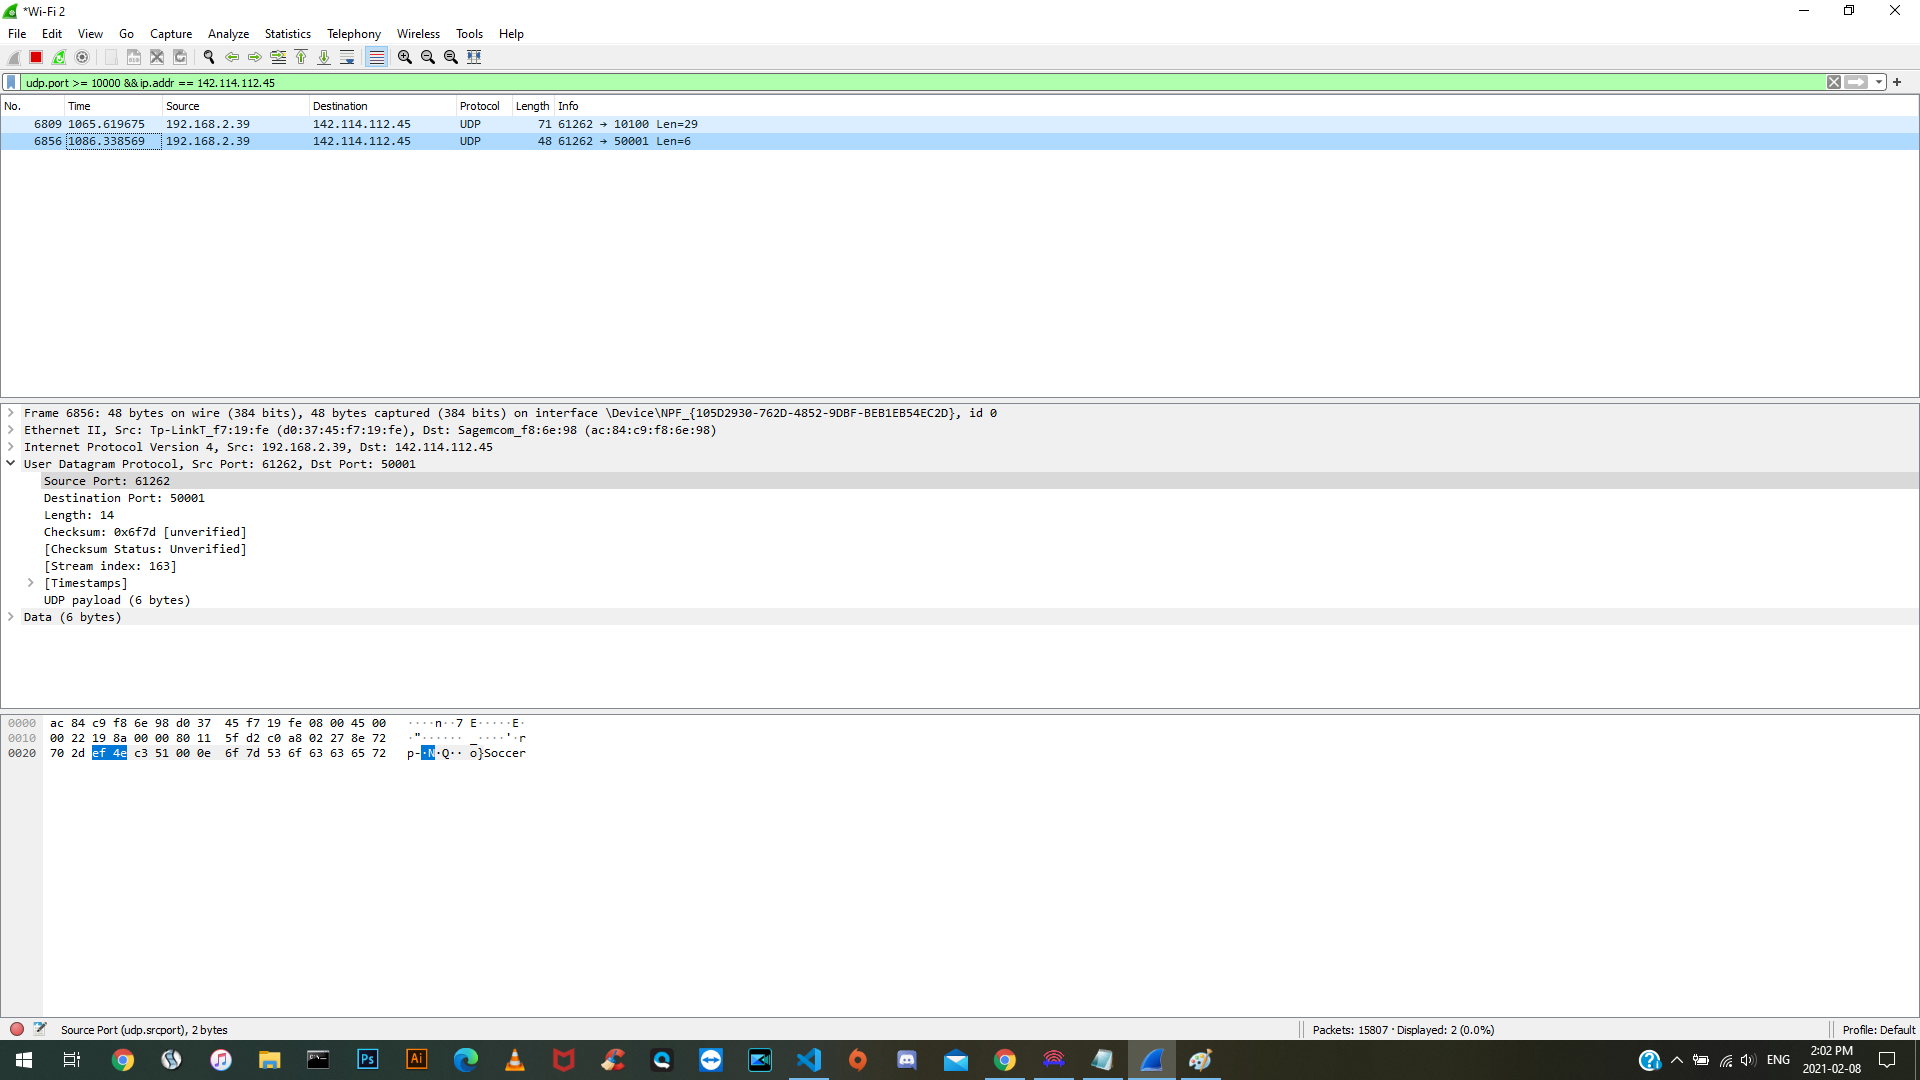 *Wi-Fi 2
File Edit View Go Capture Analyze Statistics Telephony Wireless Tools Help
udp.port >= 10000 && ip.addr == 142.114.112.45
No. Time Source Destination Protocol Length Info
6809 1065.619675 192.168.2.39 142.114.112.45 UDP 71 61262 → 10100 Len=29
6856 1086.338569 192.168.2.39 142.114.112.45 UDP 48 61262 → 50001 Len=6
Frame 6856: 48 bytes on wire (384 bits), 48 bytes captured (384 bits) on interface \Device\NPF_{105D2930-762D-4852-9DBF-BEB1EB54EC2D}, id 0
Ethernet II, Src: Tp-LinkT_f7:19:fe (d0:37:45:f7:19:fe), Dst: Sagemcom_f8:6e:98 (ac:84:c9:f8:6e:98)
Internet Protocol Version 4, Src: 192.168.2.39, Dst: 142.114.112.45
User Datagram Protocol, Src Port: 61262, Dst Port: 50001
Source Port: 61262
Destination Port: 50001
Length: 14
Checksum: 0x6f7d [unverified]
[Checksum Status: Unverified]
[Stream index: 163]
[Timestamps]
UDP payload (6 bytes)
Data (6 bytes)
0000 ac 84 c9 f8 6e 98 d0 37 45 f7 19 fe 08 00 45 00 ····n··7 E·····E·
0010 00 22 19 8a 00 00 80 11 5f d2 c0 a8 02 27 8e 72 ·"······ _····'·r
0020 70 2d ef 4e c3 51 00 0e 6f 7d 53 6f 63 63 65 72 p-·N·Q·· o}Soccer
Source Port (udp.srcport), 2 bytes
Packets: 15807 · Displayed: 2 (0.0%)
Profile: Default
Ps
Ai
ENG
2:02 PM
2021-02-08